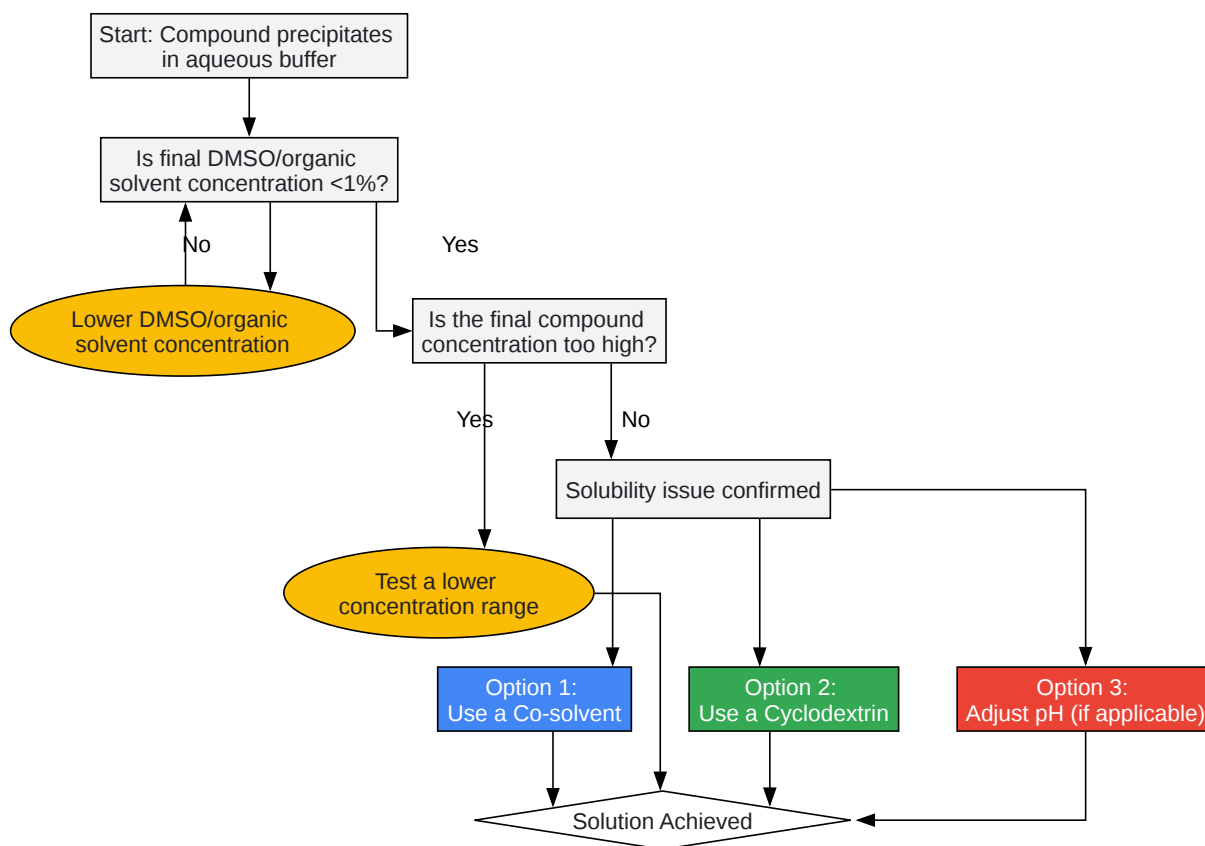 Start: Compound precipitates
in aqueous buffer
Is final DMSO/organic
solvent concentration <1%?
No
Yes
Lower DMSO/organic
solvent concentration
Is the final compound
concentration too high?
Yes
No
Solubility issue confirmed
Test a lower
concentration range
Option 1:
Use a Co-solvent
Option 2:
Use a Cyclodextrin
Option 3:
Adjust pH (if applicable)
Solution Achieved